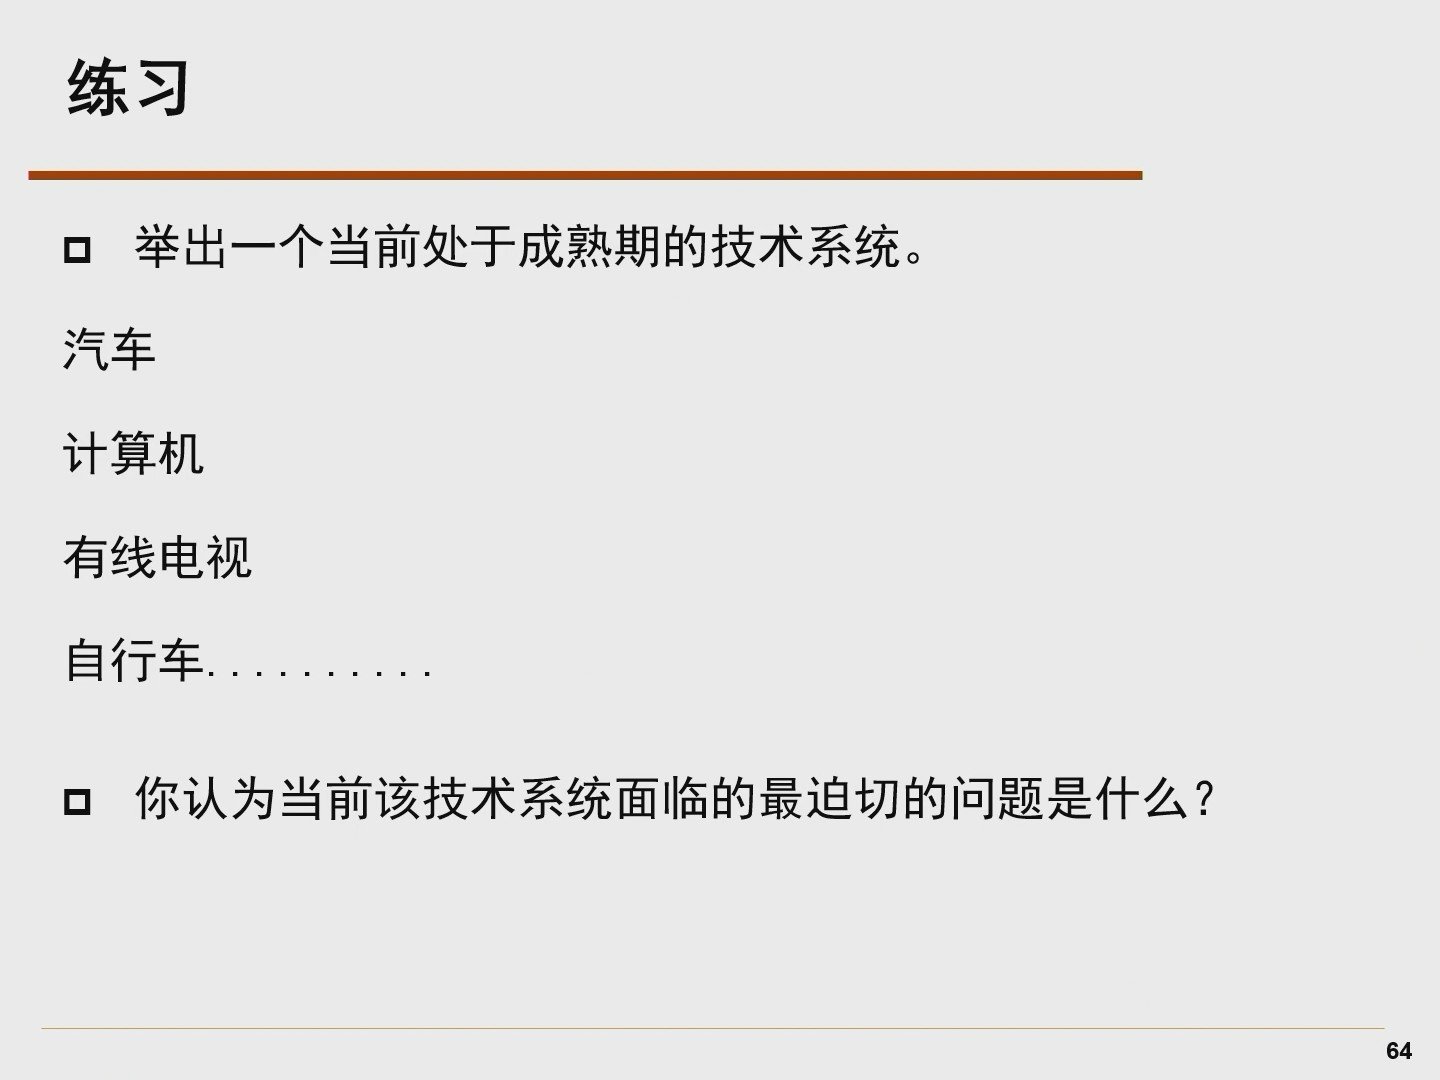 练习
举出一个当前处于成熟期的技术系统。
汽车
计算机
有线电视
自行车..........
你认为当前该技术系统面临的最迫切的问题是什么？
64